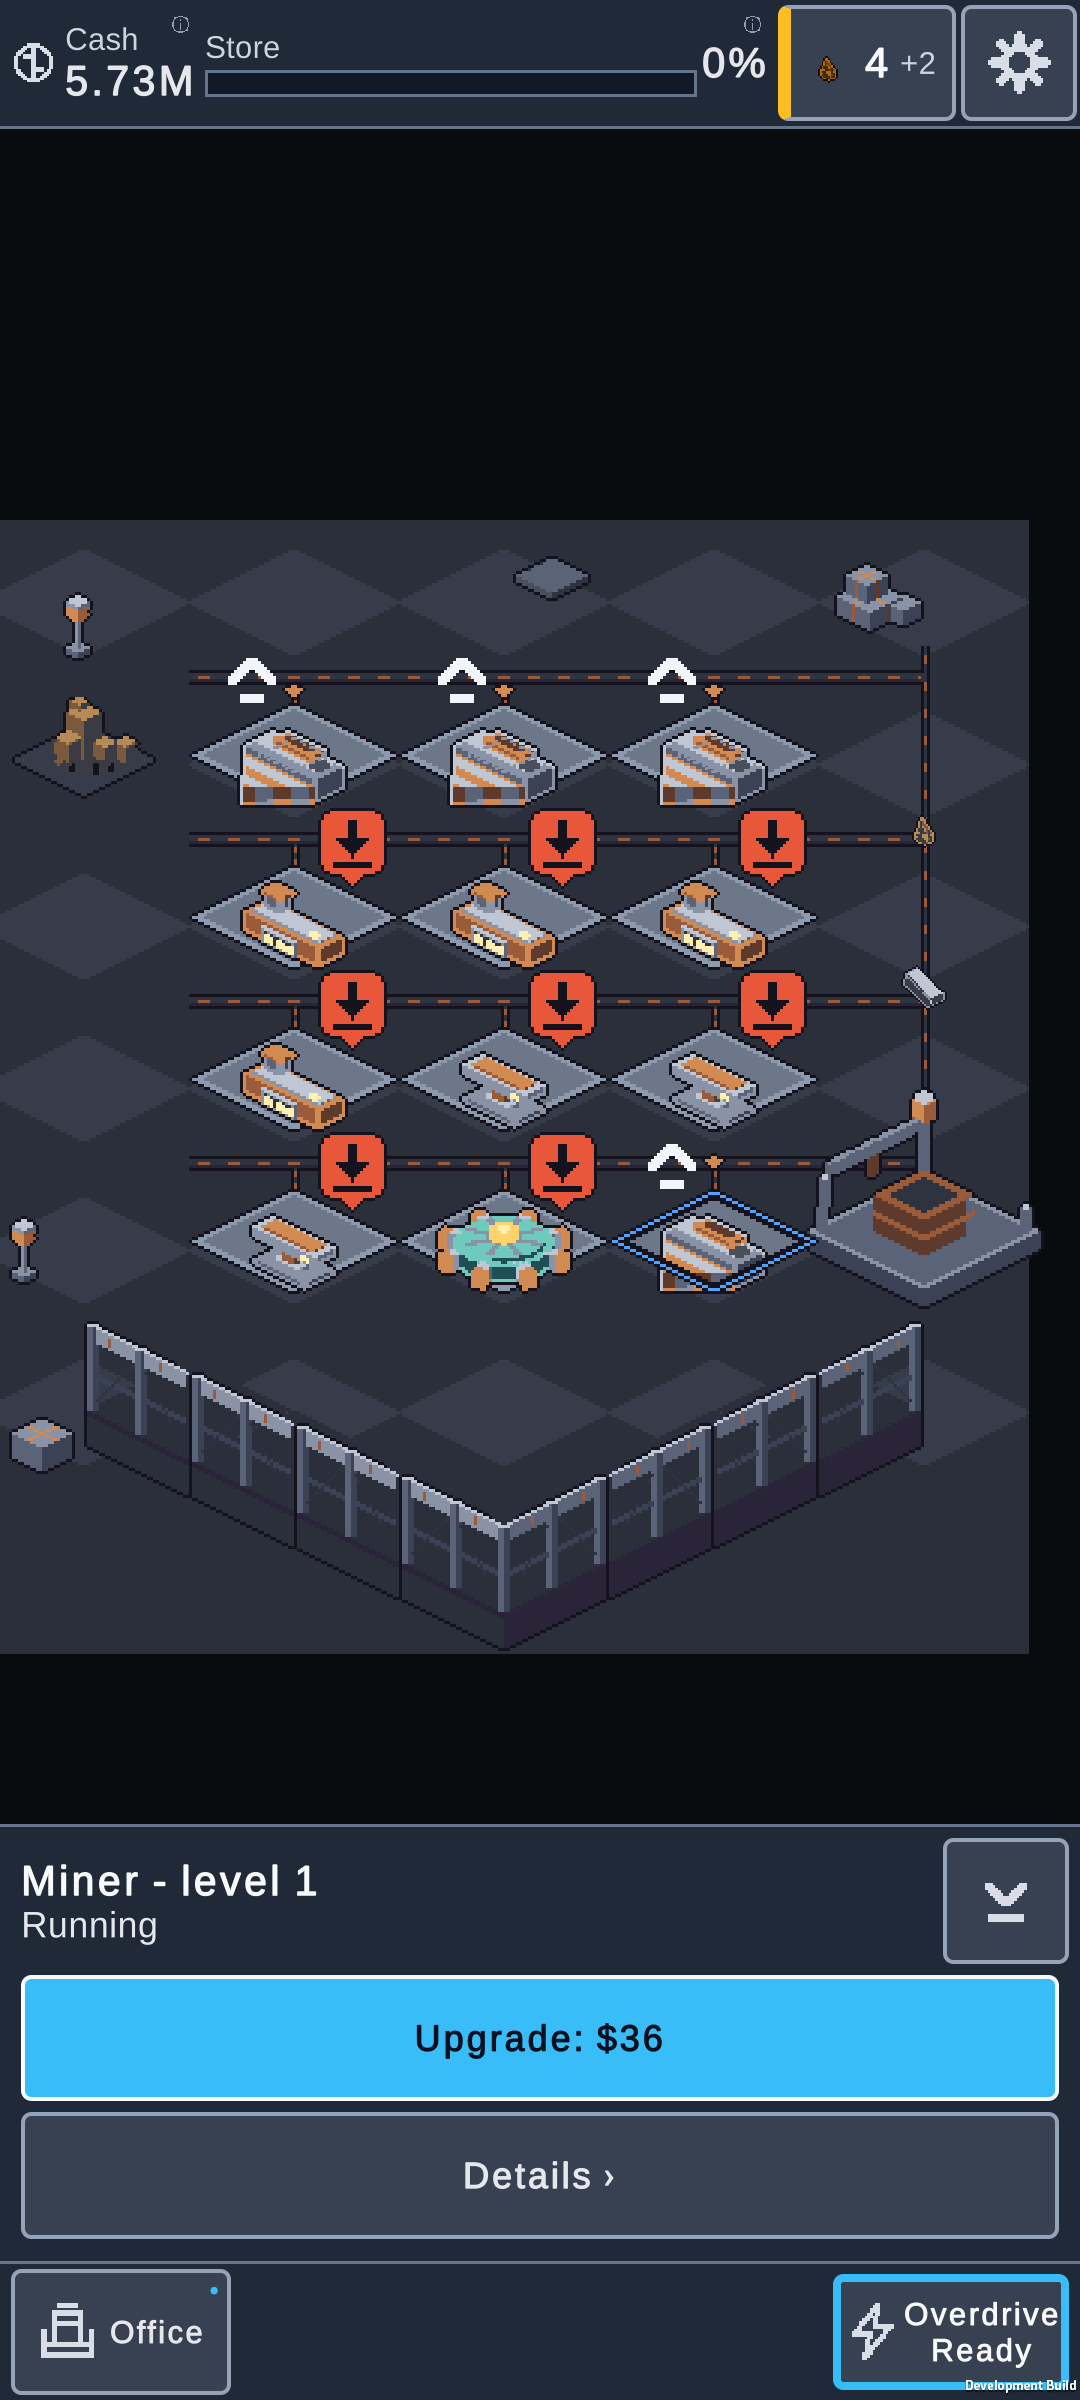 Cash
5.73M
Store
0%
4 +2
Miner - level 1
Running
Upgrade: $36
Details ›
Office
Overdrive
Ready
Development Build